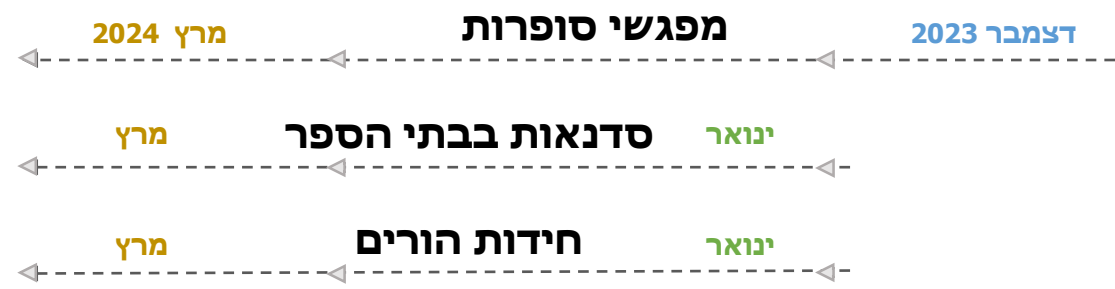 דצמבר 2023 מפגשי סופרות מרץ 2024
ינואר סדנאות בבתי הספר מרץ
ינואר חידות הורים מרץ